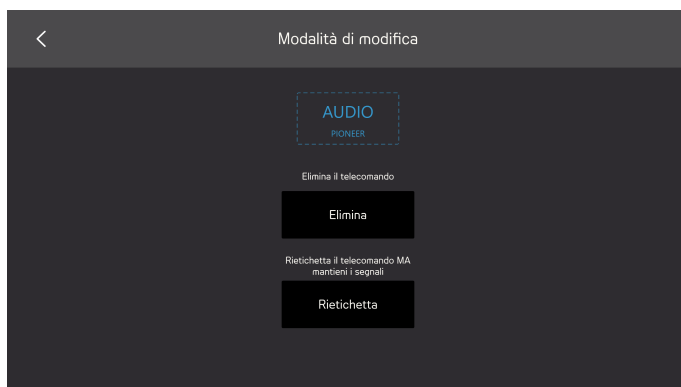 Modalità di modifica
AUDIO
PIONEER
Elimina il telecomando
Elimina
Rietichetta il telecomando MA
mantieni i segnali
Rietichetta